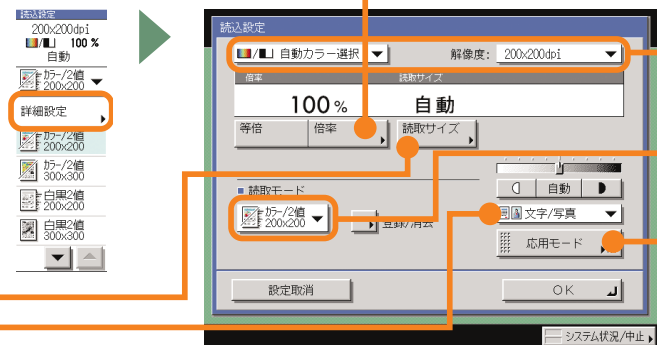 読込設定
200x200dpi
100 %
自動
カラー/2値
200x200
詳細設定
カラー/2値
200x200
カラー/2値
300x300
白黒2値
200x200
白黒2値
300x300
読込設定
自動カラー選択
解像度: 200x200dpi
倍率
読取サイズ
100 %
自動
等倍
倍率
読取サイズ
読取モード
カラー/2値
200x200
登録/消去
自動
文字/写真
応用モード
設定取消
OK
システム状況/中止